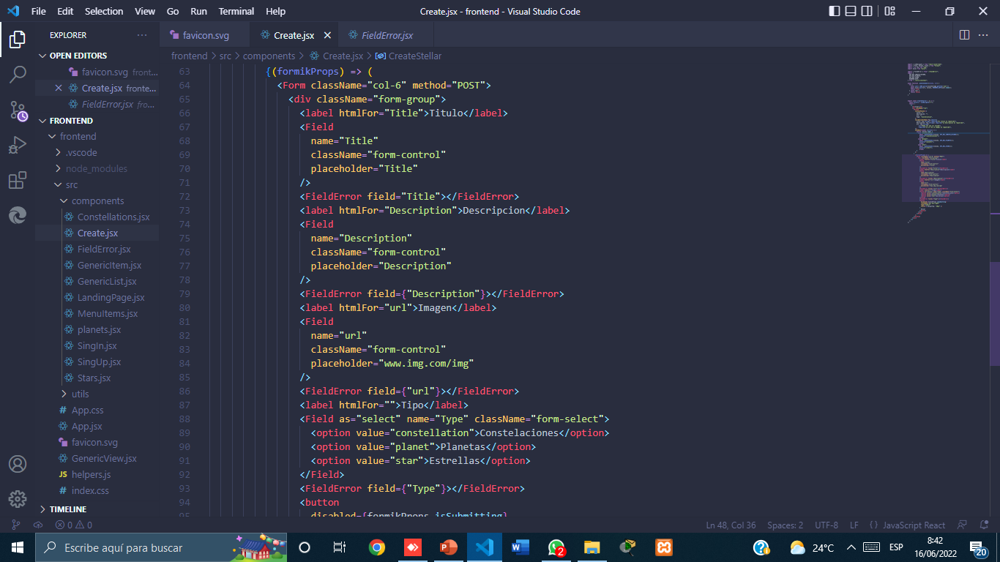 File Edit Selection View Go Run Terminal Help Create.jsx - frontend - Visual Studio Code
EXPLORER
OPEN EDITORS
favicon.svg front...
Create.jsx fronte...
FieldError.jsx fro...
FRONTEND
frontend
.vscode
node_modules
src
components
Constellations.jsx
Create.jsx
FieldError.jsx
GenericItem.jsx
GenericList.jsx
LandingPage.jsx
MenuItems.jsx
planets.jsx
SingIn.jsx
SingUp.jsx
Stars.jsx
utils
App.css
App.jsx
favicon.svg
GenericView.jsx
helpers.js
index.css
TIMELINE
favicon.svg Create.jsx FieldError.jsx
frontend > src > components > Create.jsx > CreateStellar
63 {(formikProps) => (
64 <Form className="col-6" method="POST">
65 <div className="form-group">
66 <label htmlFor="Title">Titulo</label>
67 <Field
68 name="Title"
69 className="form-control"
70 placeholder="Title"
71 />
72 <FieldError field="Title"></FieldError>
73 <label htmlFor="Description">Descripcion</label>
74 <Field
75 name="Description"
76 className="form-control"
77 placeholder="Description"
78 />
79 <FieldError field={"Description"}></FieldError>
80 <label htmlFor="url">Imagen</label>
81 <Field
82 name="url"
83 className="form-control"
84 placeholder="www.img.com/img"
85 />
86 <FieldError field={"url"}></FieldError>
87 <label htmlFor="">Tipo</label>
88 <Field as="select" name="Type" className="form-select">
89 <option value="constellation">Constelaciones</option>
90 <option value="planet">Planetas</option>
91 <option value="star">Estrellas</option>
92 </Field>
93 <FieldError field={"Type"}></FieldError>
94 <button
95 disabled={formikProps.isSubmitting}
0 0 Ln 48, Col 36 Spaces: 2 UTF-8 LF {} JavaScript React
Escribe aquí para buscar
2
24°C ESP
8:42
16/06/2022
20